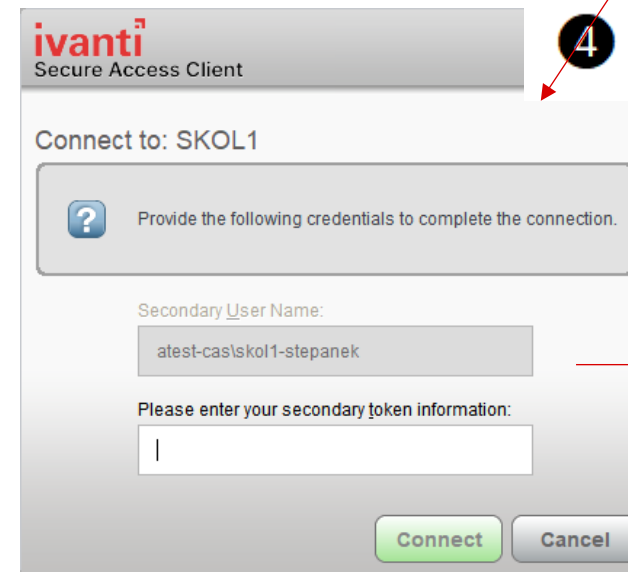 ivanti
Secure Access Client
4
Connect to: SKOL1
Provide the following credentials to complete the connection.
Secondary User Name:
atest-cas\skol1-stepanek
Please enter your secondary token information:
Connect
Cancel